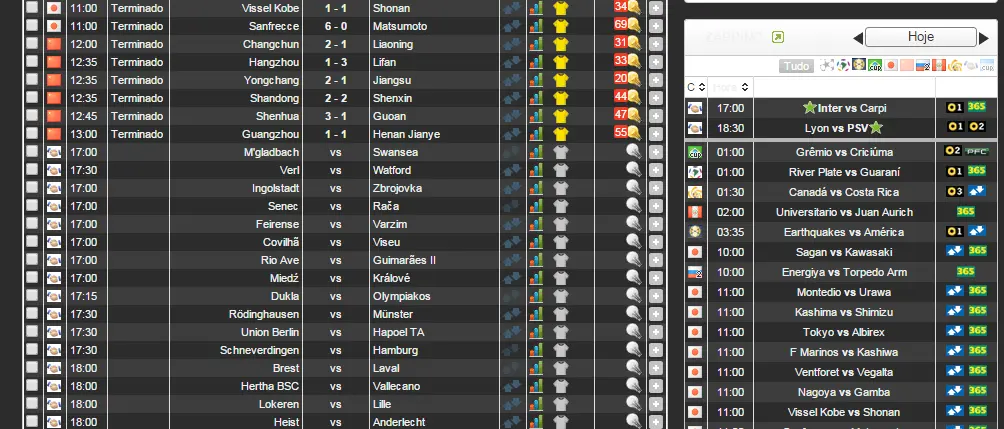 11:00 Terminado Vissel Kobe 1 - 1 Shonan 34
11:00 Terminado Sanfrecce 6 - 0 Matsumoto 69
12:00 Terminado Changchun 2 - 1 Liaoning 31
12:35 Terminado Hangzhou 1 - 3 Lifan 33
12:35 Terminado Yongchang 2 - 1 Jiangsu 20
12:35 Terminado Shandong 2 - 2 Shenxin 44
12:45 Terminado Shenhua 3 - 1 Guoan 47
13:00 Terminado Guangzhou 1 - 1 Henan Jianye 55
17:00 M'gladbach vs Swansea
17:30 Verl vs Watford
17:00 Ingolstadt vs Zbrojovka
17:00 Senec vs Rača
17:00 Feirense vs Varzim
17:00 Covilhã vs Viseu
17:00 Rio Ave vs Guimarães II
17:00 Miedź vs Králové
17:15 Dukla vs Olympiakos
17:30 Rödinghausen vs Münster
17:30 Union Berlin vs Hapoel TA
17:30 Schneverdingen vs Hamburg
18:00 Brest vs Laval
18:00 Hertha BSC vs Vallecano
18:00 Lokeren vs Lille
18:00 Heist vs Anderlecht
Hoje
Tudo
C
17:00 Inter vs Carpi 1 365
18:30 Lyon vs PSV 1 2
01:00 Grêmio vs Criciúma 2 PFC
01:00 River Plate vs Guaraní 1 365
01:30 Canadá vs Costa Rica 3
02:00 Universitario vs Juan Aurich 365
03:35 Earthquakes vs América 1
10:00 Sagan vs Kawasaki 365
10:00 Energiya vs Torpedo Arm 365
11:00 Montedio vs Urawa 365
11:00 Kashima vs Shimizu 365
11:00 Tokyo vs Albirex 365
11:00 F Marinos vs Kashiwa 365
11:00 Ventforet vs Vegalta 365
11:00 Nagoya vs Gamba 365
11:00 Vissel Kobe vs Shonan 365